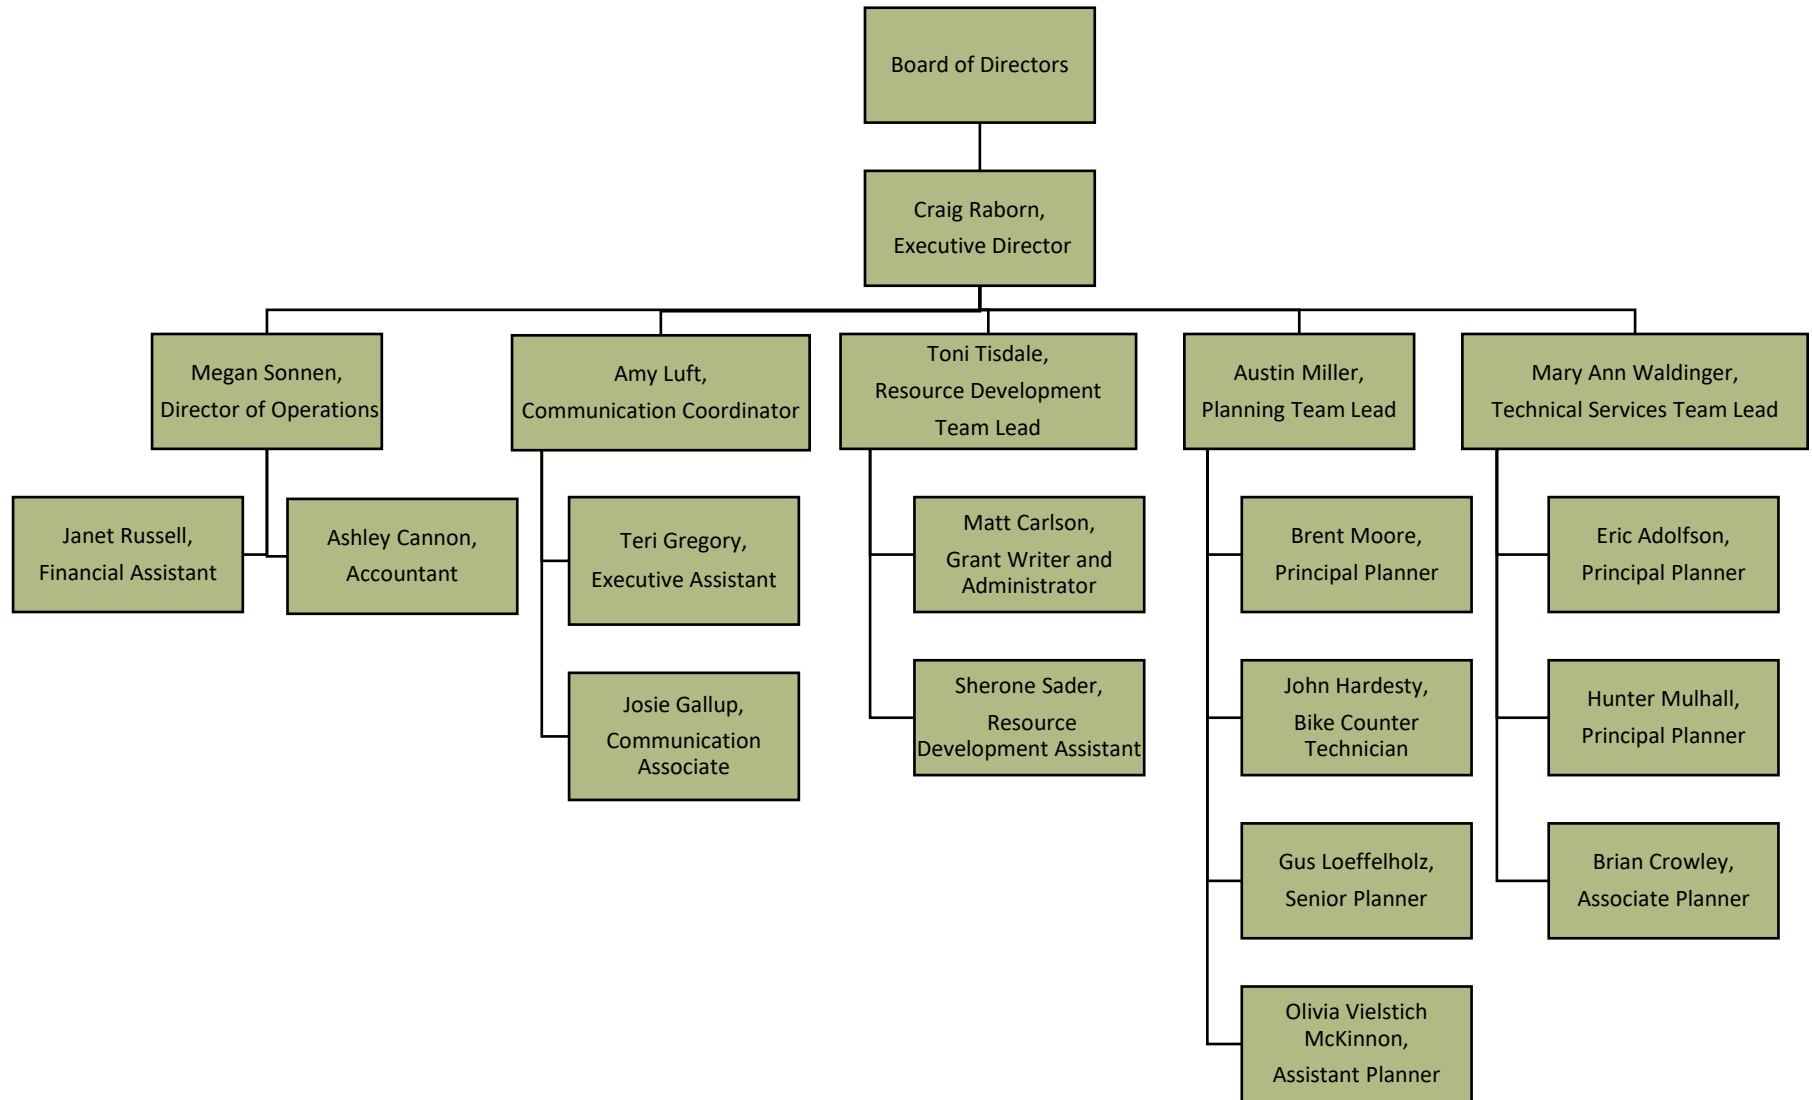 Board of Directors
Craig Raborn,
Executive Director
Megan Sonnen,
Director of Operations
Janet Russell,
Financial Assistant
Ashley Cannon,
Accountant
Amy Luft,
Communication Coordinator
Teri Gregory,
Executive Assistant
Josie Gallup,
Communication
Associate
Toni Tisdale,
Resource Development
Team Lead
Matt Carlson,
Grant Writer and
Administrator
Sherone Sader,
Resource
Development Assistant
Austin Miller,
Planning Team Lead
Brent Moore,
Principal Planner
John Hardesty,
Bike Counter
Technician
Gus Loeffelholz,
Senior Planner
Olivia Vielstich
McKinnon,
Assistant Planner
Mary Ann Waldinger,
Technical Services Team Lead
Eric Adolfson,
Principal Planner
Hunter Mulhall,
Principal Planner
Brian Crowley,
Associate Planner